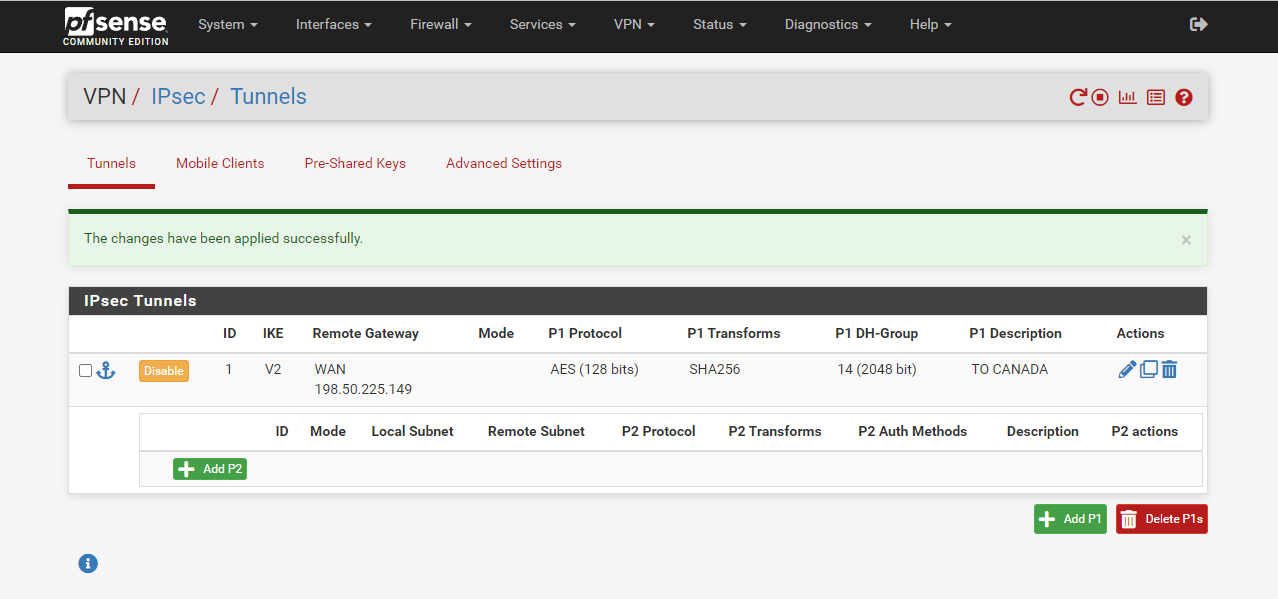 pfsense
COMMUNITY EDITION
System Interfaces Firewall Services VPN Status Diagnostics Help
VPN / IPsec / Tunnels
Tunnels Mobile Clients Pre-Shared Keys Advanced Settings
The changes have been applied successfully. ×
IPsec Tunnels
ID IKE Remote Gateway Mode P1 Protocol P1 Transforms P1 DH-Group P1 Description Actions
Disable 1 V2 WAN AES (128 bits) SHA256 14 (2048 bit) TO CANADA
198.50.225.149
ID Mode Local Subnet Remote Subnet P2 Protocol P2 Transforms P2 Auth Methods Description P2 actions
Add P2
Add P1 Delete P1s